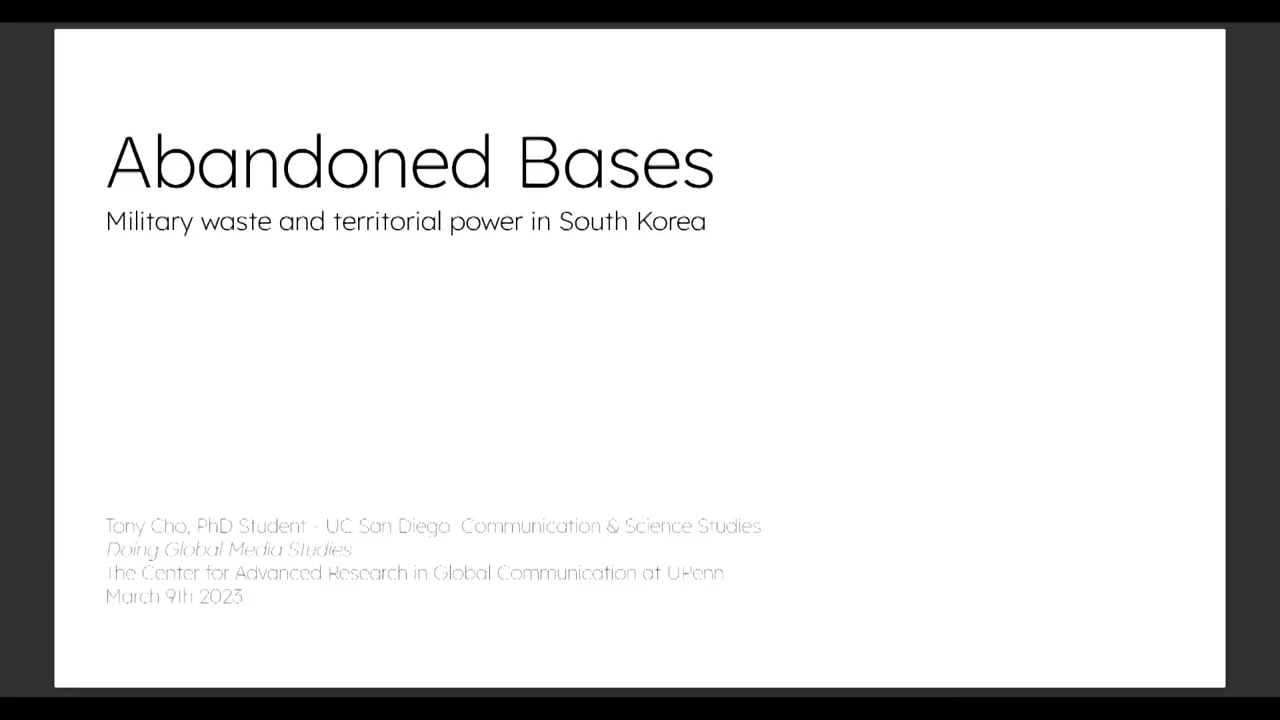 Abandoned Bases
Military waste and territorial power in South Korea
Tony Cho, PhD Student - UC San Diego Communication & Science Studies
Doing Global Media Studies
The Center for Advanced Research in Global Communication at UPenn
March 9th 2023